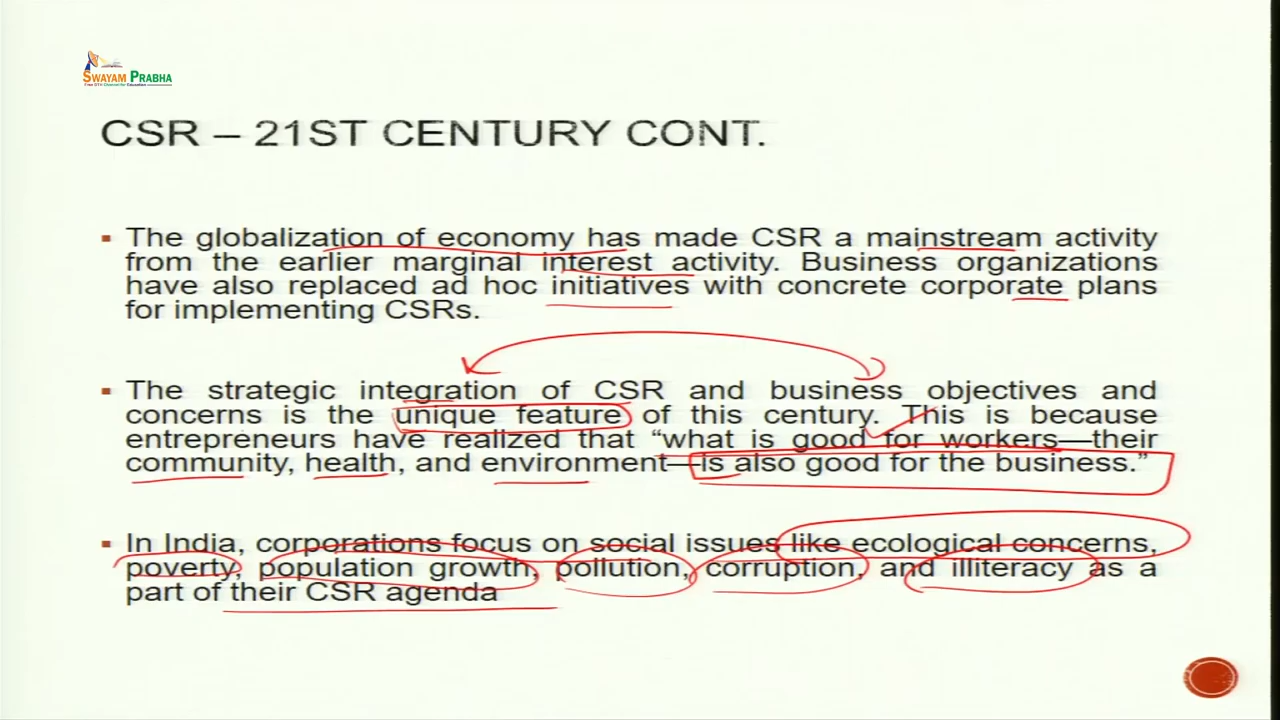 SWAYAM PRABHA
Free DTH Channel for Education
CSR – 21ST CENTURY CONT.
▪ The globalization of economy has made CSR a mainstream activity
from the earlier marginal interest activity. Business organizations
have also replaced ad hoc initiatives with concrete corporate plans
for implementing CSRs.
▪ The strategic integration of CSR and business objectives and
concerns is the unique feature of this century. This is because
entrepreneurs have realized that “what is good for workers—their
community, health, and environment—is also good for the business.”
▪ In India, corporations focus on social issues like ecological concerns,
poverty, population growth, pollution, corruption, and illiteracy as a
part of their CSR agenda